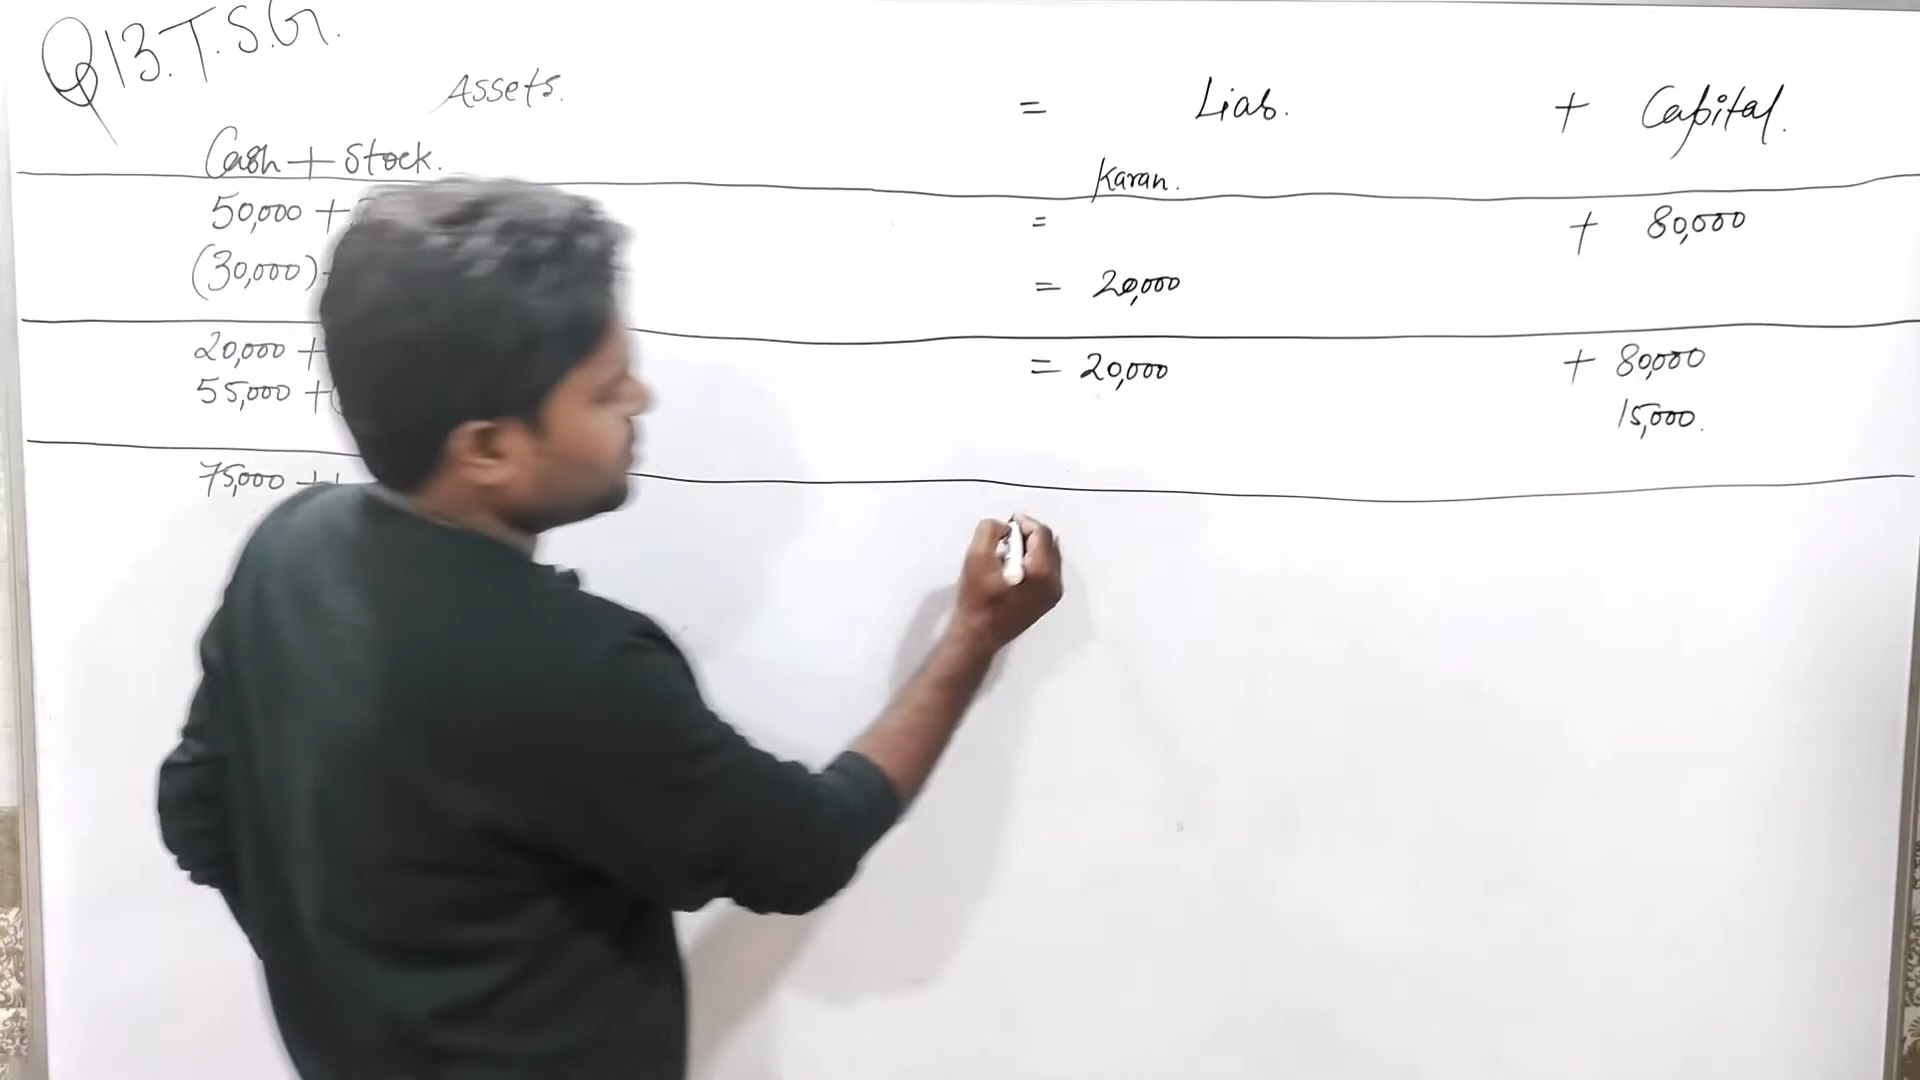 Q13. T.S.G.
Assets. = Liab. + Capital.
Cash + Stock. Karan.
50,000 + = + 80,000
(30,000) = 20,000
20,000 + = 20,000 + 80,000
55,000 + ( 15,000.
75,000 +